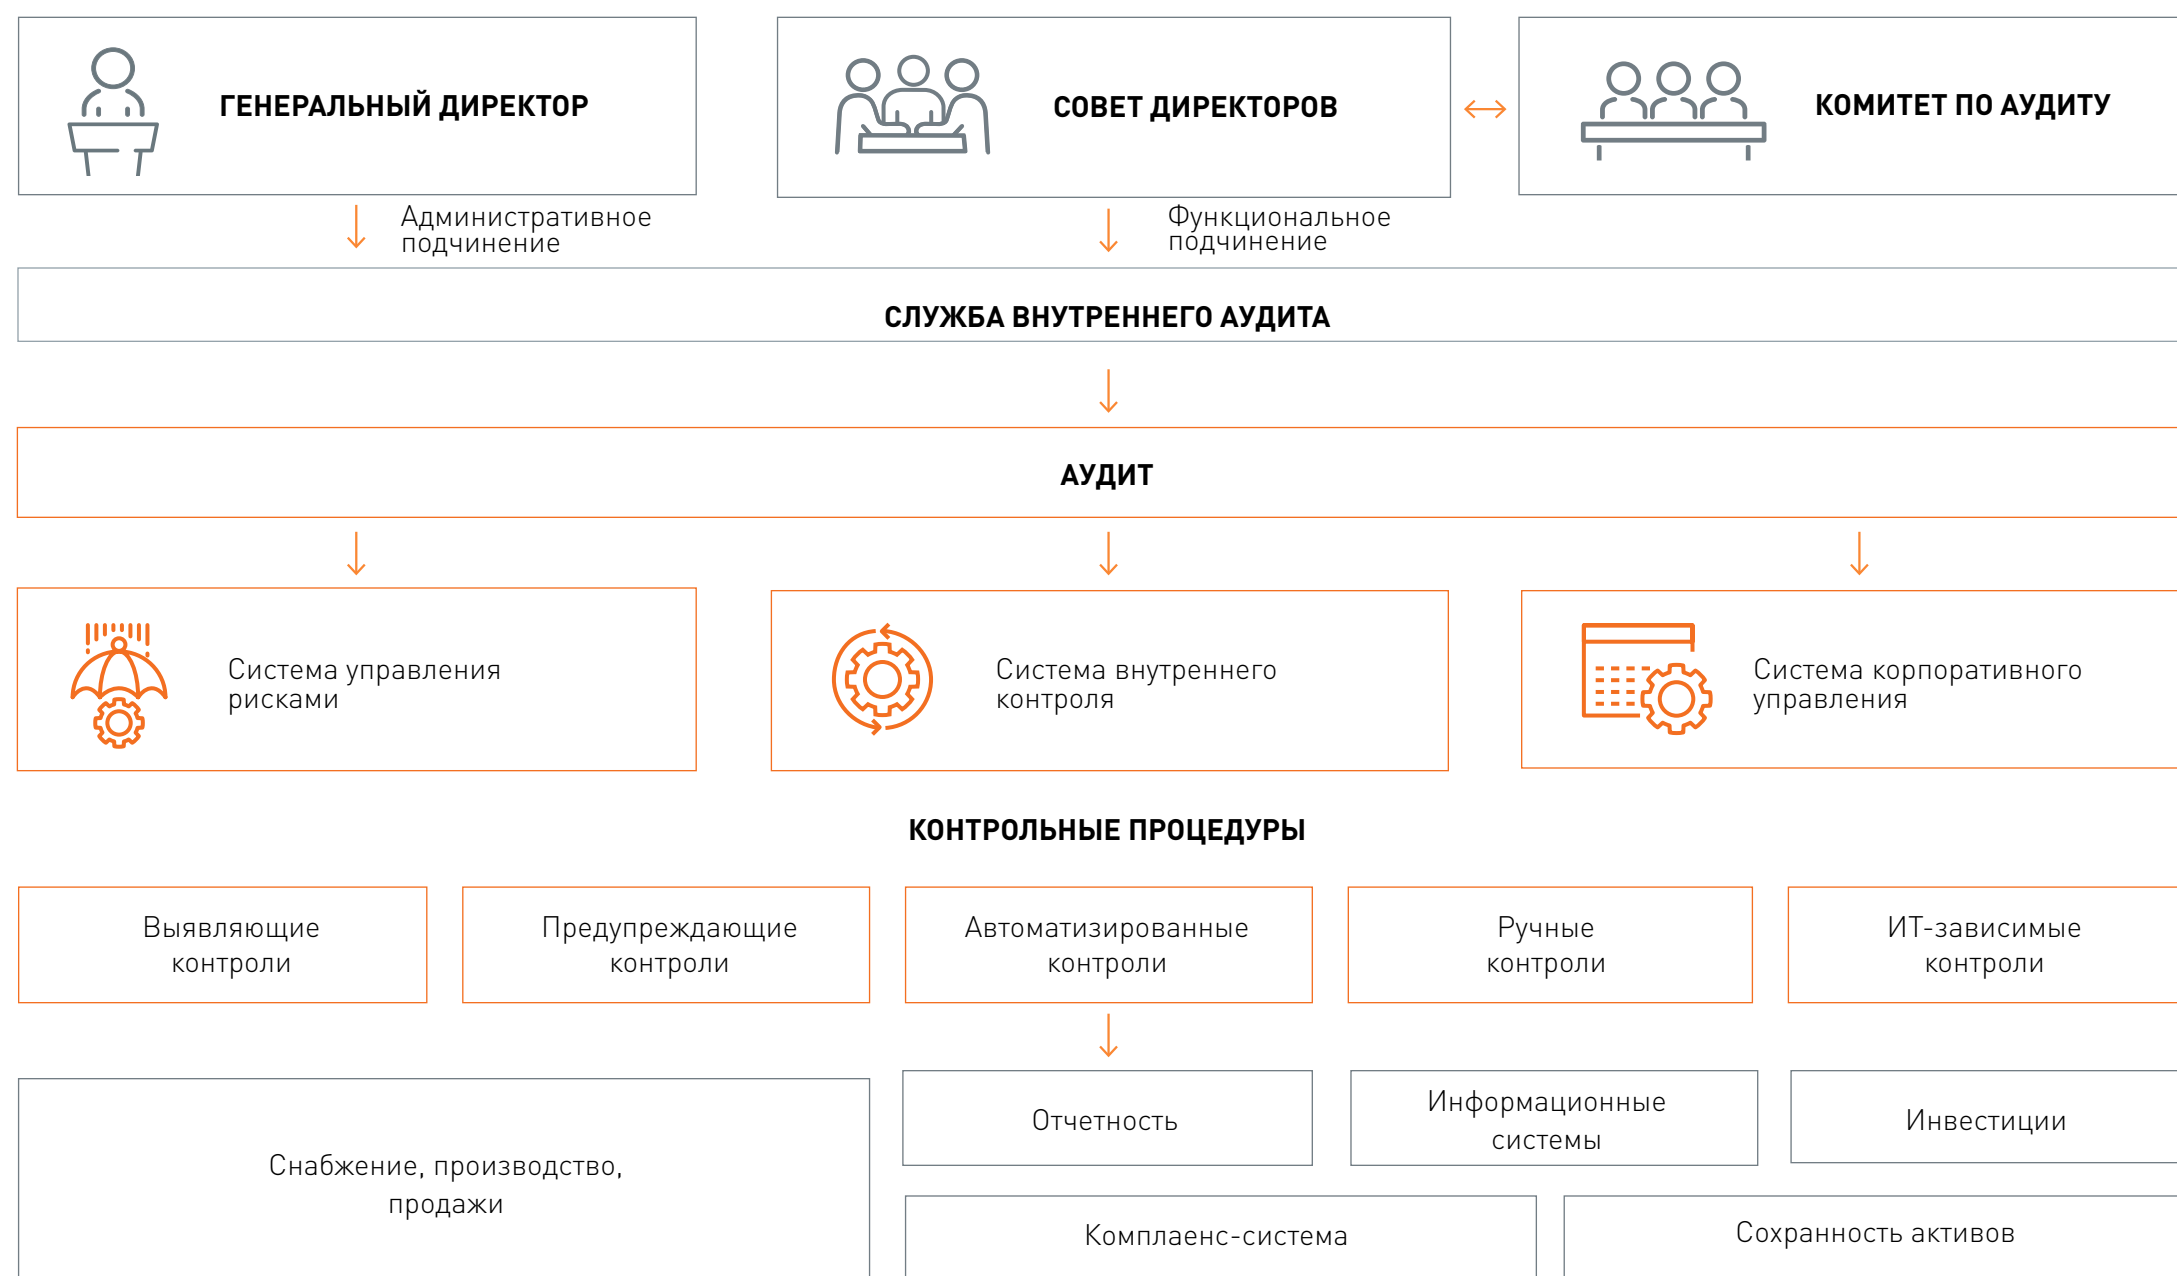 ГЕНЕРАЛЬНЫЙ ДИРЕКТОР
СОВЕТ ДИРЕКТОРОВ
КОМИТЕТ ПО АУДИТУ
Административное
подчинение
Функциональное
подчинение
СЛУЖБА ВНУТРЕННЕГО АУДИТА
АУДИТ
Система управления
рисками
Система внутреннего
контроля
Система корпоративного
управления
КОНТРОЛЬНЫЕ ПРОЦЕДУРЫ
Выявляющие
контроли
Предупреждающие
контроли
Автоматизированные
контроли
Ручные
контроли
ИТ-зависимые
контроли
Снабжение, производство,
продажи
Отчетность
Информационные
системы
Инвестиции
Комплаенс-система
Сохранность активов